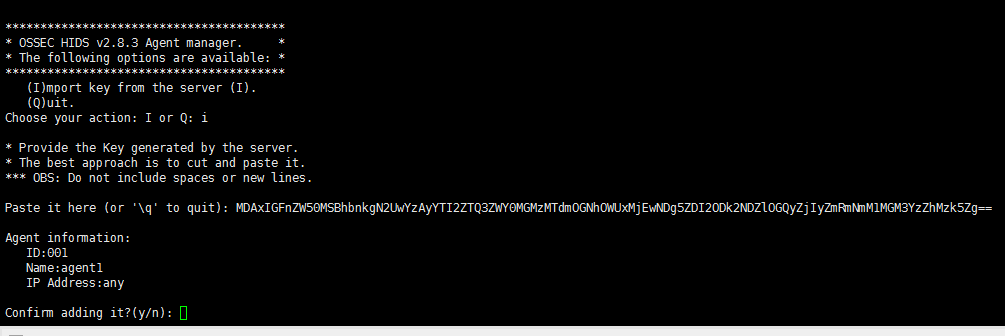 ****************************************
* OSSEC HIDS v2.8.3 Agent manager.     *
* The following options are available: *
****************************************
   (I)mport key from the server (I).
   (Q)uit.
Choose your action: I or Q: i
* Provide the Key generated by the server.
* The best approach is to cut and paste it.
*** OBS: Do not include spaces or new lines.
Paste it here (or '\q' to quit): MDAxIGFnZW50MSBhbnkgN2UwYzAyYTI2ZTQ3ZWY0MGMzMTdmOGNhOWUxMjEwNDg5ZDI2ODk2NDZlOGQyZjIyZmRmNmM1MGM3YzZhMzk5Zg==
Agent information:
   ID:001
   Name:agent1
   IP Address:any
Confirm adding it?(y/n):